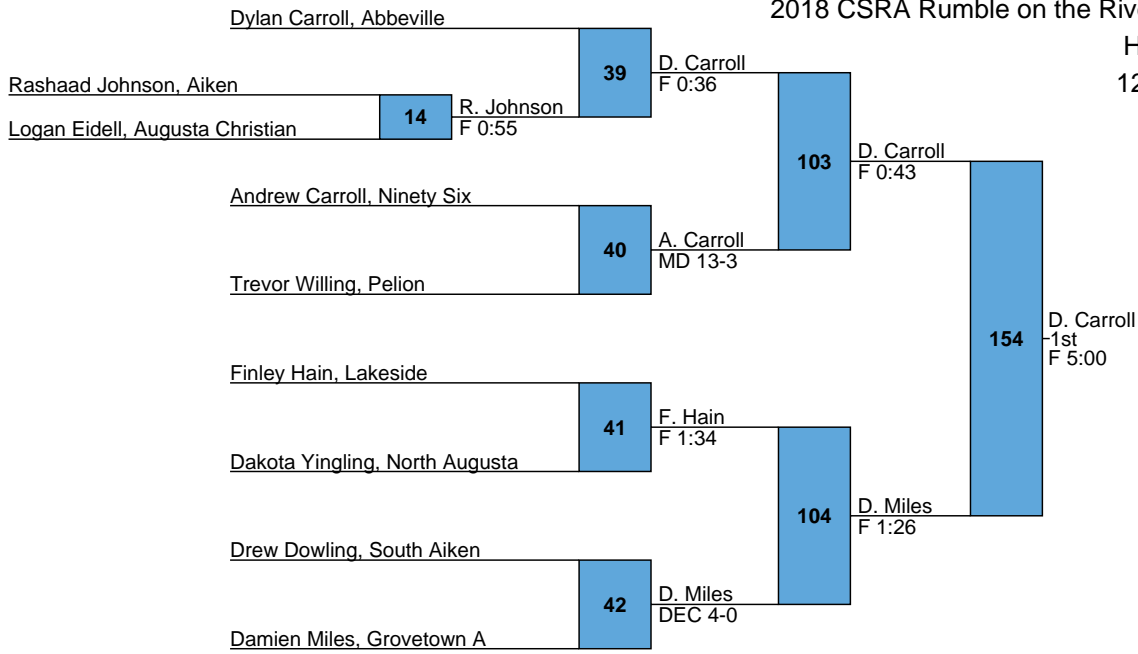 2018 CSRA Rumble on the
Dylan Carroll, Abbeville
39
D. Carroll
F 0:36
Rashaad Johnson, Aiken
14
R. Johnson
F 0:55
Logan Eidell, Augusta Christian
103
D. Carroll
F 0:43
Andrew Carroll, Ninety Six
40
A. Carroll
MD 13-3
Trevor Willing, Pelion
154
D. Carroll
1st
F 5:00
Finley Hain, Lakeside
41
F. Hain
F 1:34
Dakota Yingling, North Augusta
104
D. Miles
F 1:26
Drew Dowling, South Aiken
42
D. Miles
DEC 4-0
Damien Miles, Grovetown A